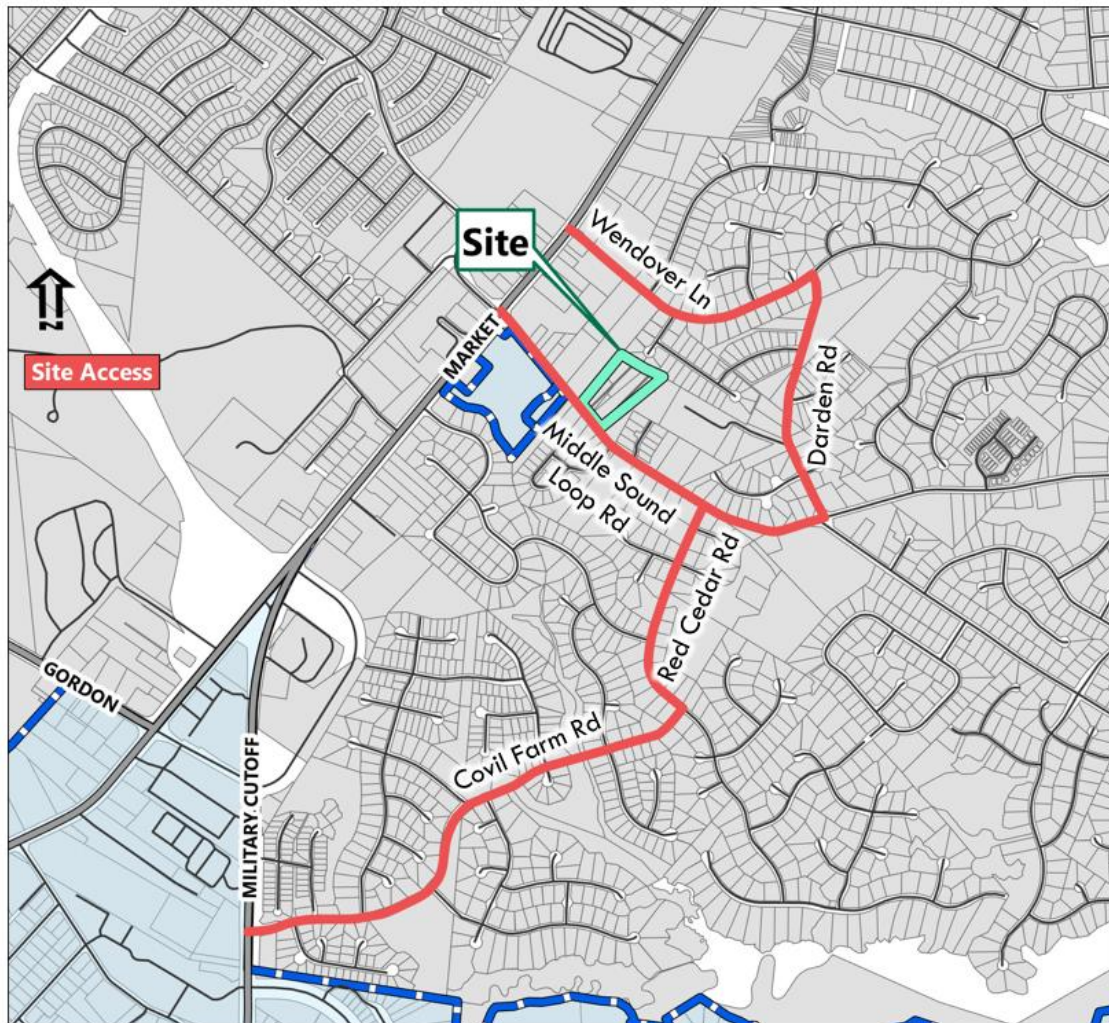 Wendover Ln
Site
MARKET
Site Access
Darden Rd
Middle Sound
Loop Rd
Red Cedar Rd
GORDON
Covil Farm Rd
MILITARY CUTOFF
N